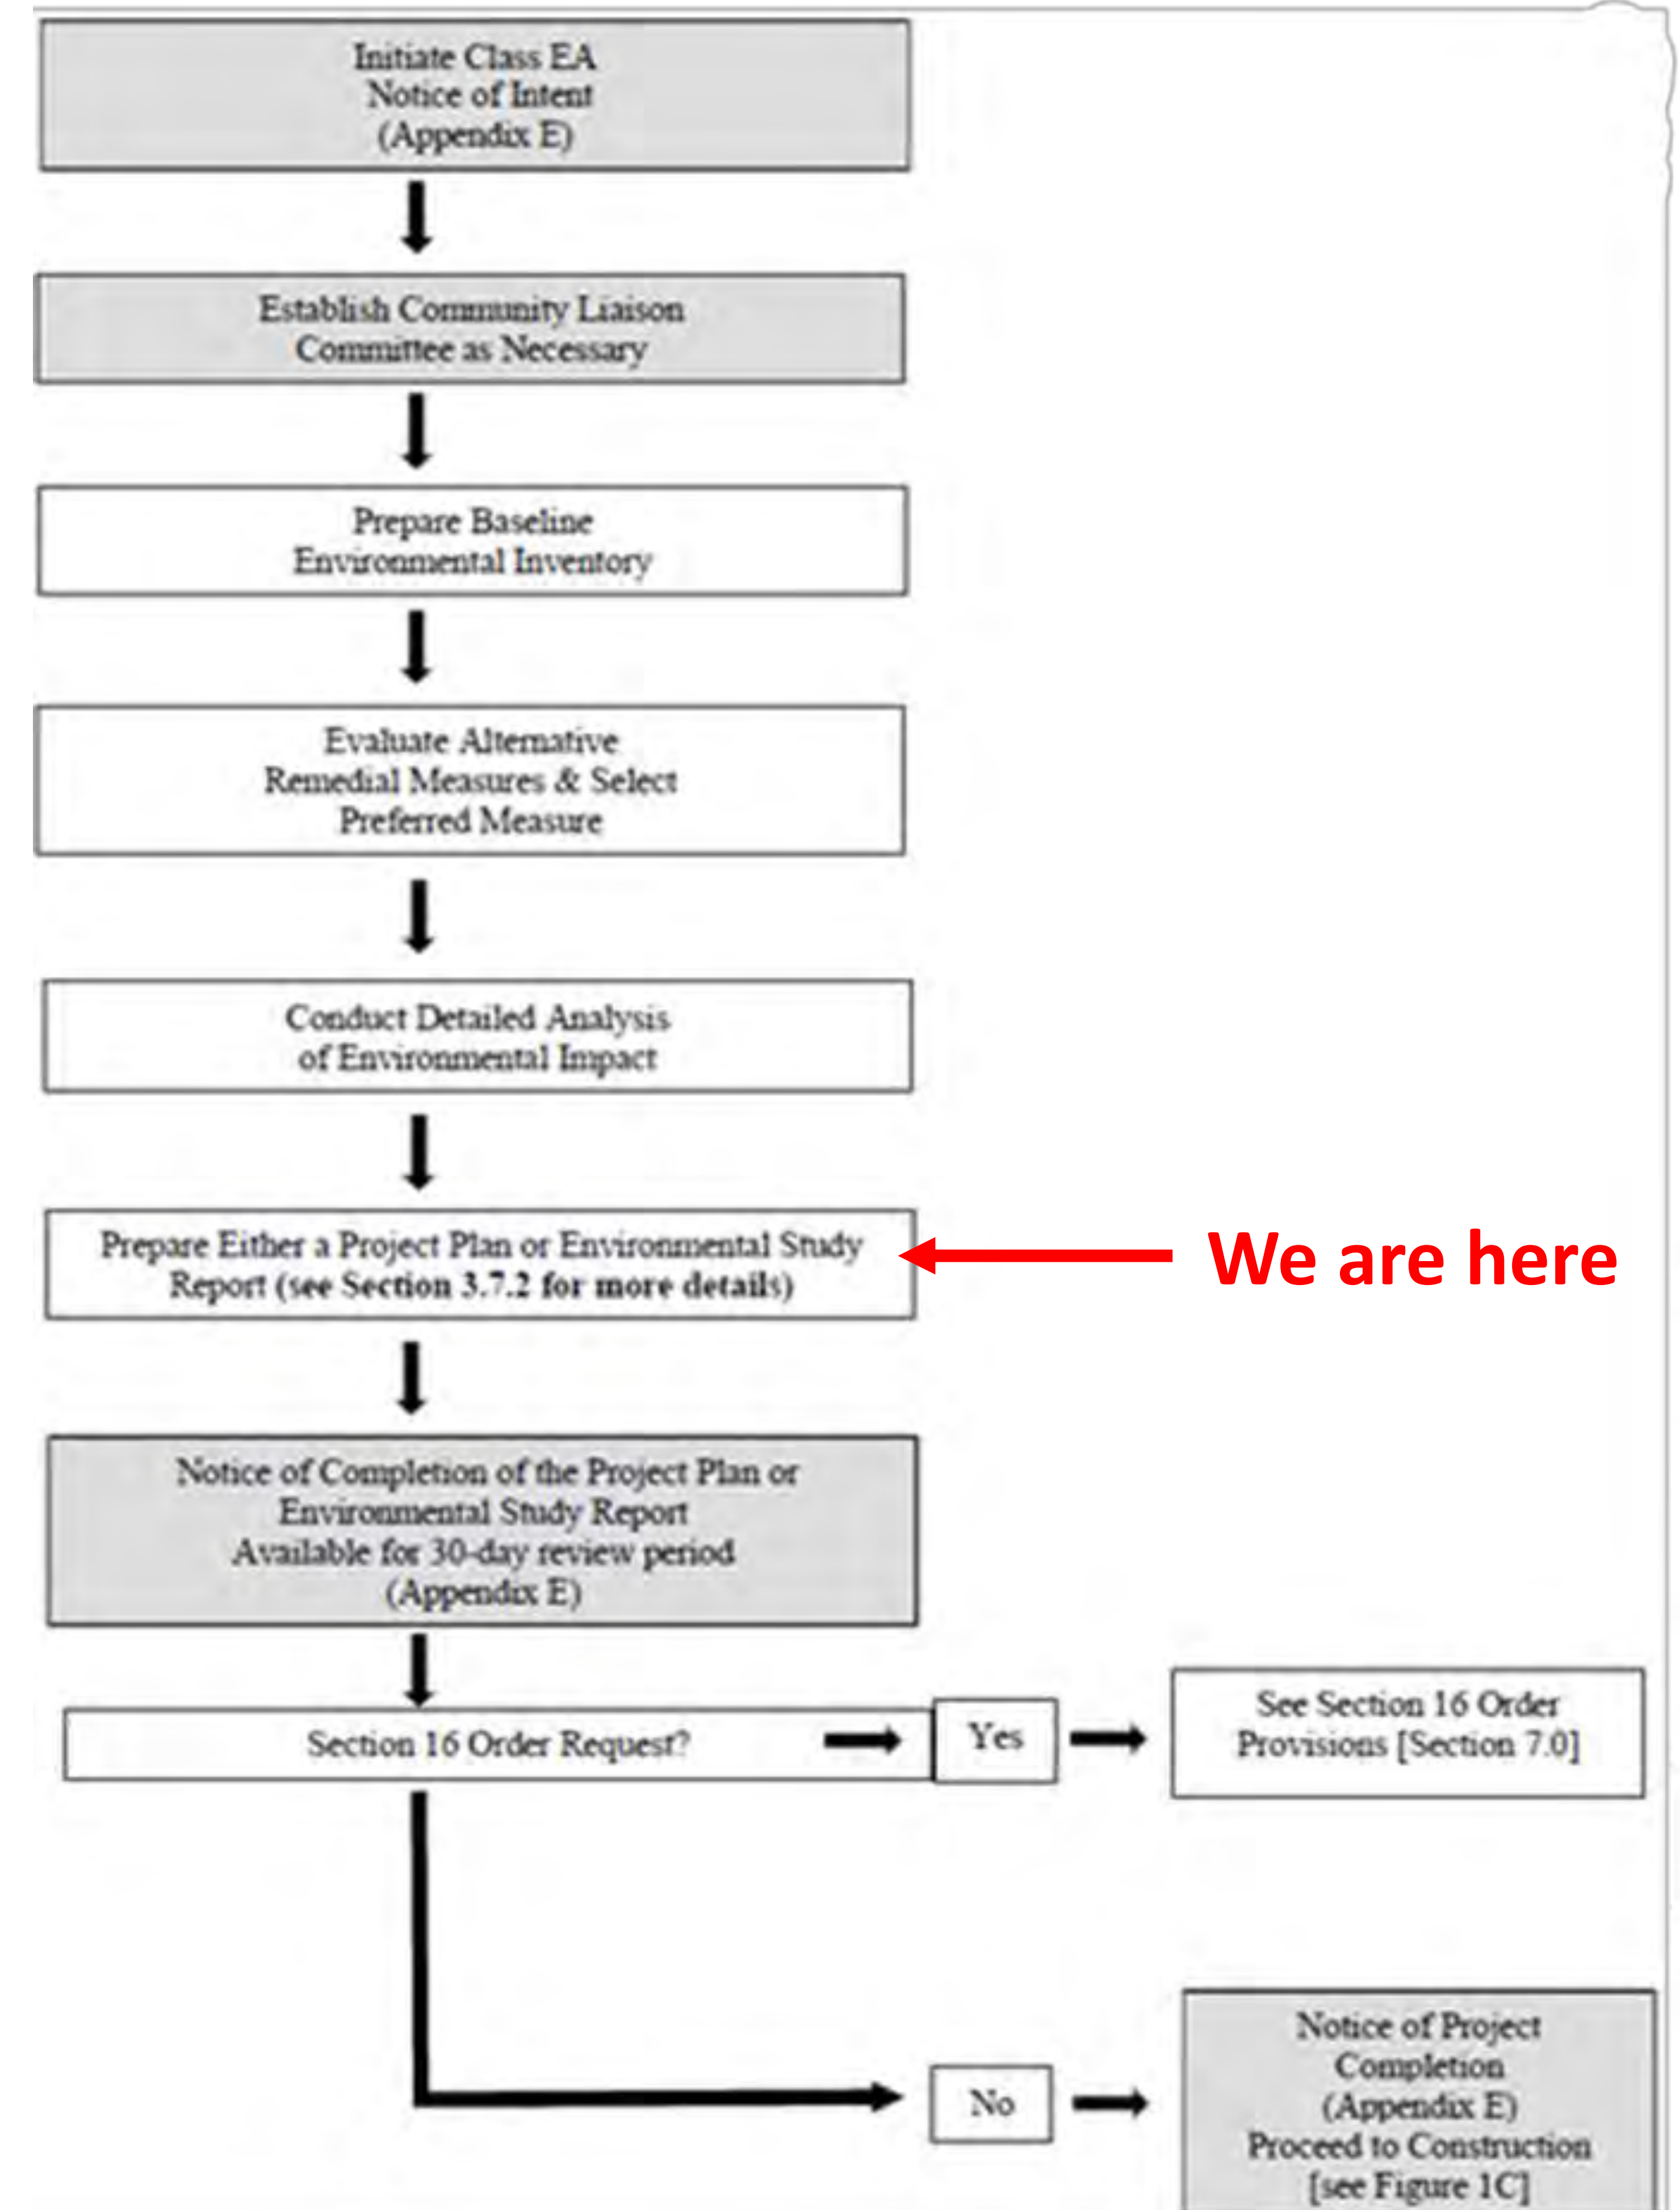 Initiate Class EA
Notice of Intent
(Appendix E)
Establish Community Liaison
Committee as Necessary
Prepare Baseline
Environmental Inventory
Evaluate Alternative
Remedial Measures & Select
Preferred Measure
Conduct Detailed Analysis
of Environmental Impact
Prepare Either a Project Plan or Environmental Study
Report (see Section 3.7.2 for more details)
We are here
Notice of Completion of the Project Plan or
Environmental Study Report
Available for 30-day review period
(Appendix E)
Section 16 Order Request?
Yes
See Section 16 Order
Provisions [Section 7.0]
No
Notice of Project
Completion
(Appendix E)
Proceed to Construction
[see Figure 1C]